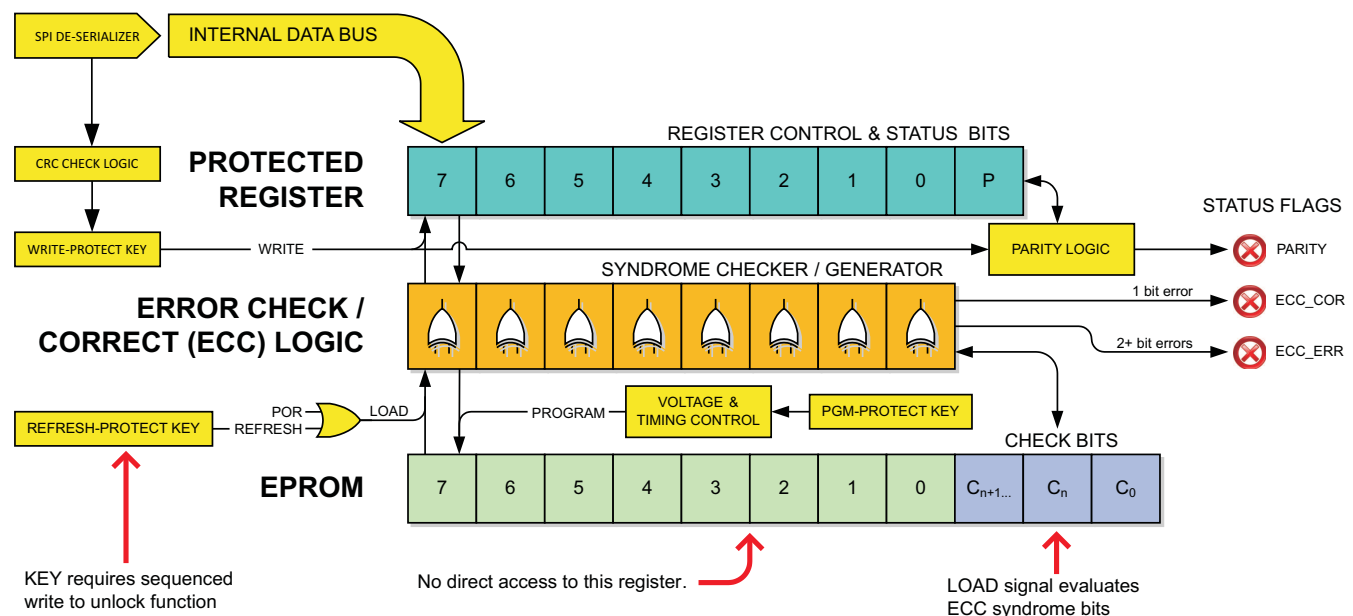 SPI DE-SERIALIZER
INTERNAL DATA BUS
REGISTER CONTROL & STATUS BITS
CRC CHECK LOGIC
PROTECTED
REGISTER
7 6 5 4 3 2 1 0 P
STATUS FLAGS
WRITE-PROTECT KEY
WRITE
PARITY LOGIC
PARITY
SYNDROME CHECKER / GENERATOR
ERROR CHECK /
CORRECT (ECC) LOGIC
1 bit error
ECC_COR
2+ bit errors
ECC_ERR
POR
LOAD
REFRESH-PROTECT KEY
REFRESH
PROGRAM
VOLTAGE &
TIMING CONTROL
PGM-PROTECT KEY
CHECK BITS
EPROM
7 6 5 4 3 2 1 0 Cn+1... Cn C0
KEY requires sequenced
write to unlock function
No direct access to this register.
LOAD signal evaluates
ECC syndrome bits